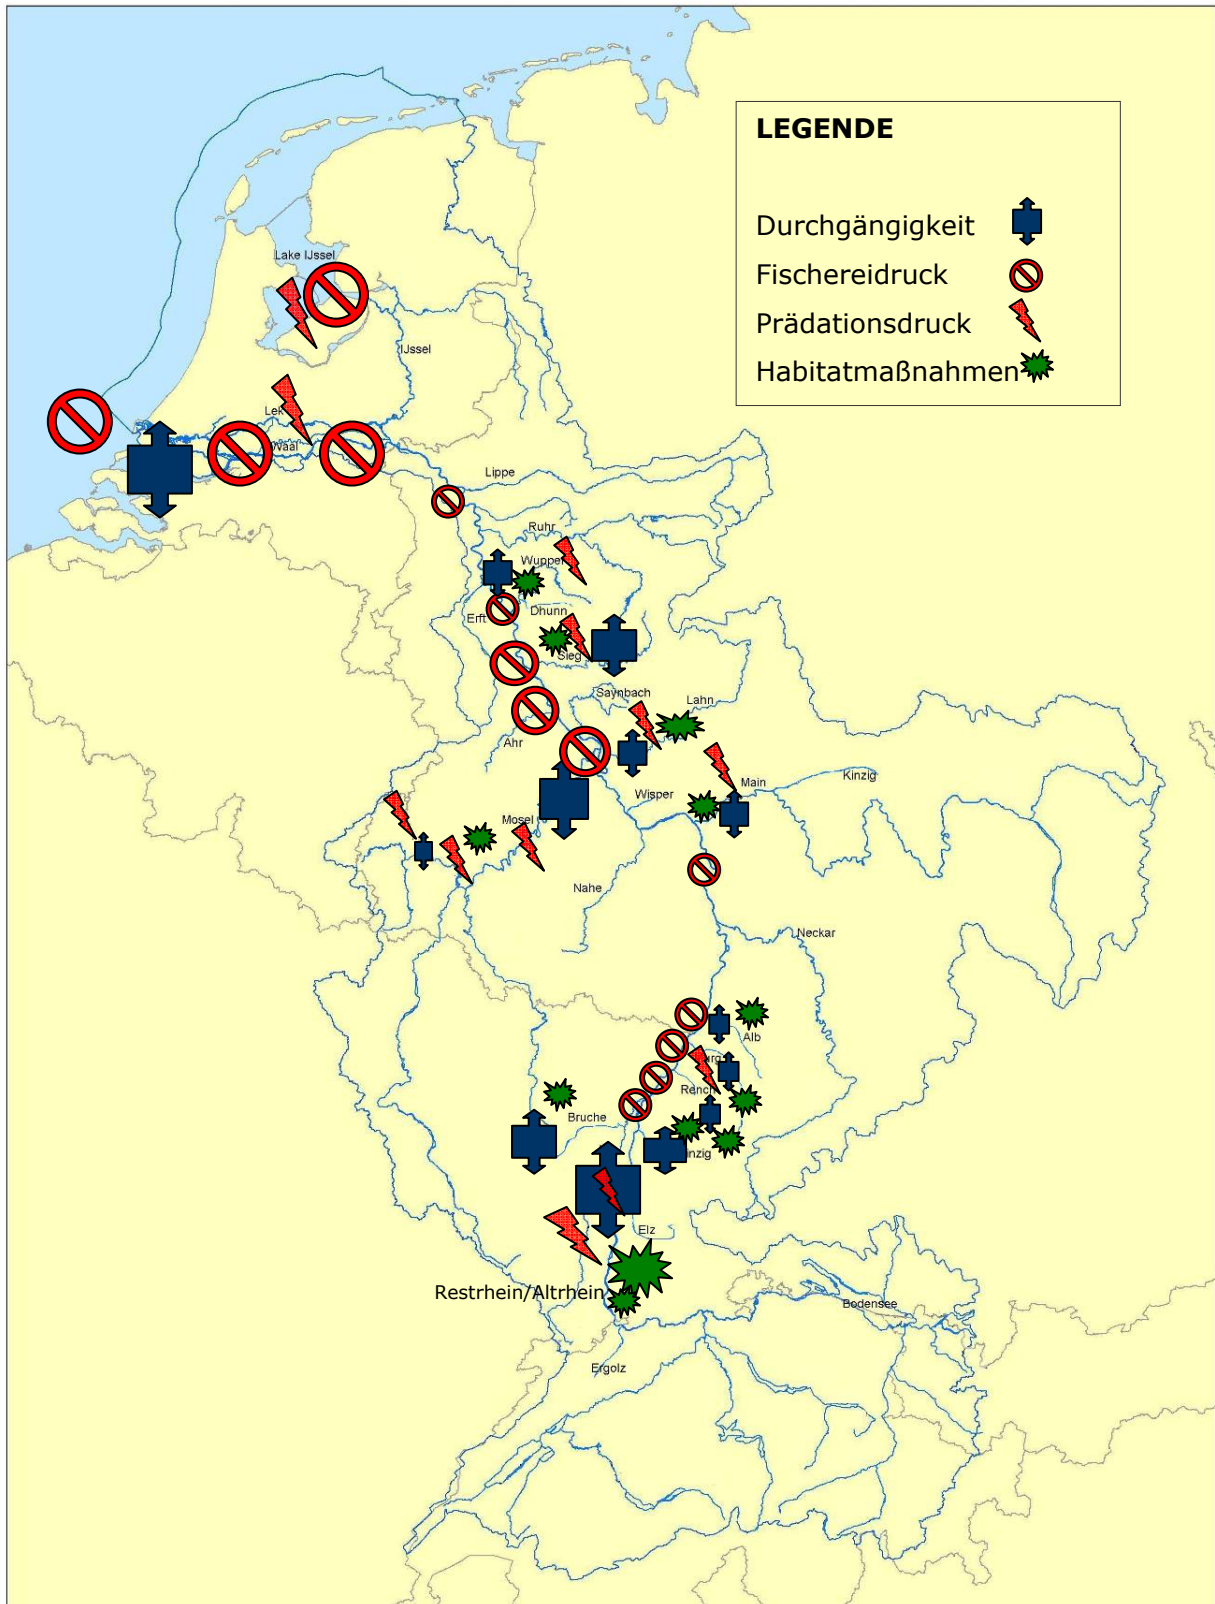 LEGENDE
Durchgängigkeit
Fischereidruck
Prädationsdruck
Habitatmaßnahmen
Lake IJssel
IJssel
Lek
Waal
Lippe
Ruhr
Wupper
Dhunn
Erft
Sieg
Saynbach
Lahn
Ahr
Main
Kinzig
Wisper
Mosel
Nahe
Neckar
Alb
Rench
Bruche
inzig
Elz
Restrhein/Altrhein
Bodensee
Ergolz